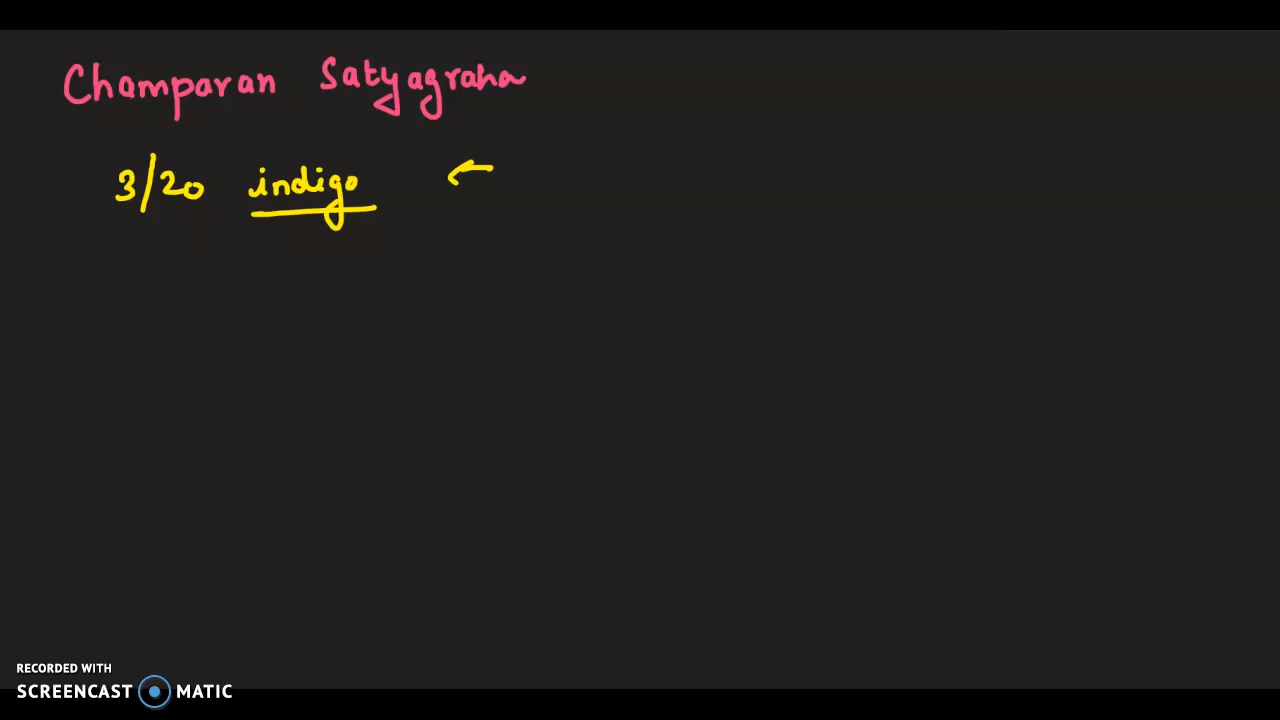 Champaran Satyagraha
3/20 indigo ←
RECORDED WITH
SCREENCAST MATIC